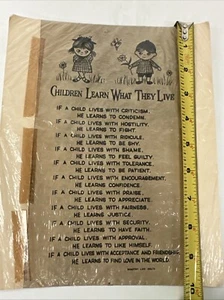 CHILDREN LEARN WHAT THEY LIVE
IF A CHILD LIVES WITH CRITICISM,
HE LEARNS TO CONDEMN.
IF A CHILD LIVES WITH HOSTILITY,
HE LEARNS TO FIGHT.
IF A CHILD LIVES WITH RIDICULE,
HE LEARNS TO BE SHY.
IF A CHILD LIVES WITH SHAME,
HE LEARNS TO FEEL GUILTY.
IF A CHILD LIVES WITH TOLERANCE,
HE LEARNS TO BE PATIENT.
IF A CHILD LIVES WITH ENCOURAGEMENT,
HE LEARNS CONFIDENCE
IF A CHILD LIVES WITH PRAISE,
HE LEARNS TO APPRECIATE.
IF A CHILD LIVES WITH FAIRNESS,
HE LEARNS JUSTICE.
IF A CHILD LIVES WITH SECURITY,
HE LEARNS TO HAVE FAITH.
IF A CHILD LIVES WITH APPROVAL,
HE LEARNS TO LIKE HIMSELF.
IF A CHILD LIVES WITH ACCEPTANCE AND FRIENDSHIP,
HE LEARNS TO FIND LOVE IN THE WORLD.